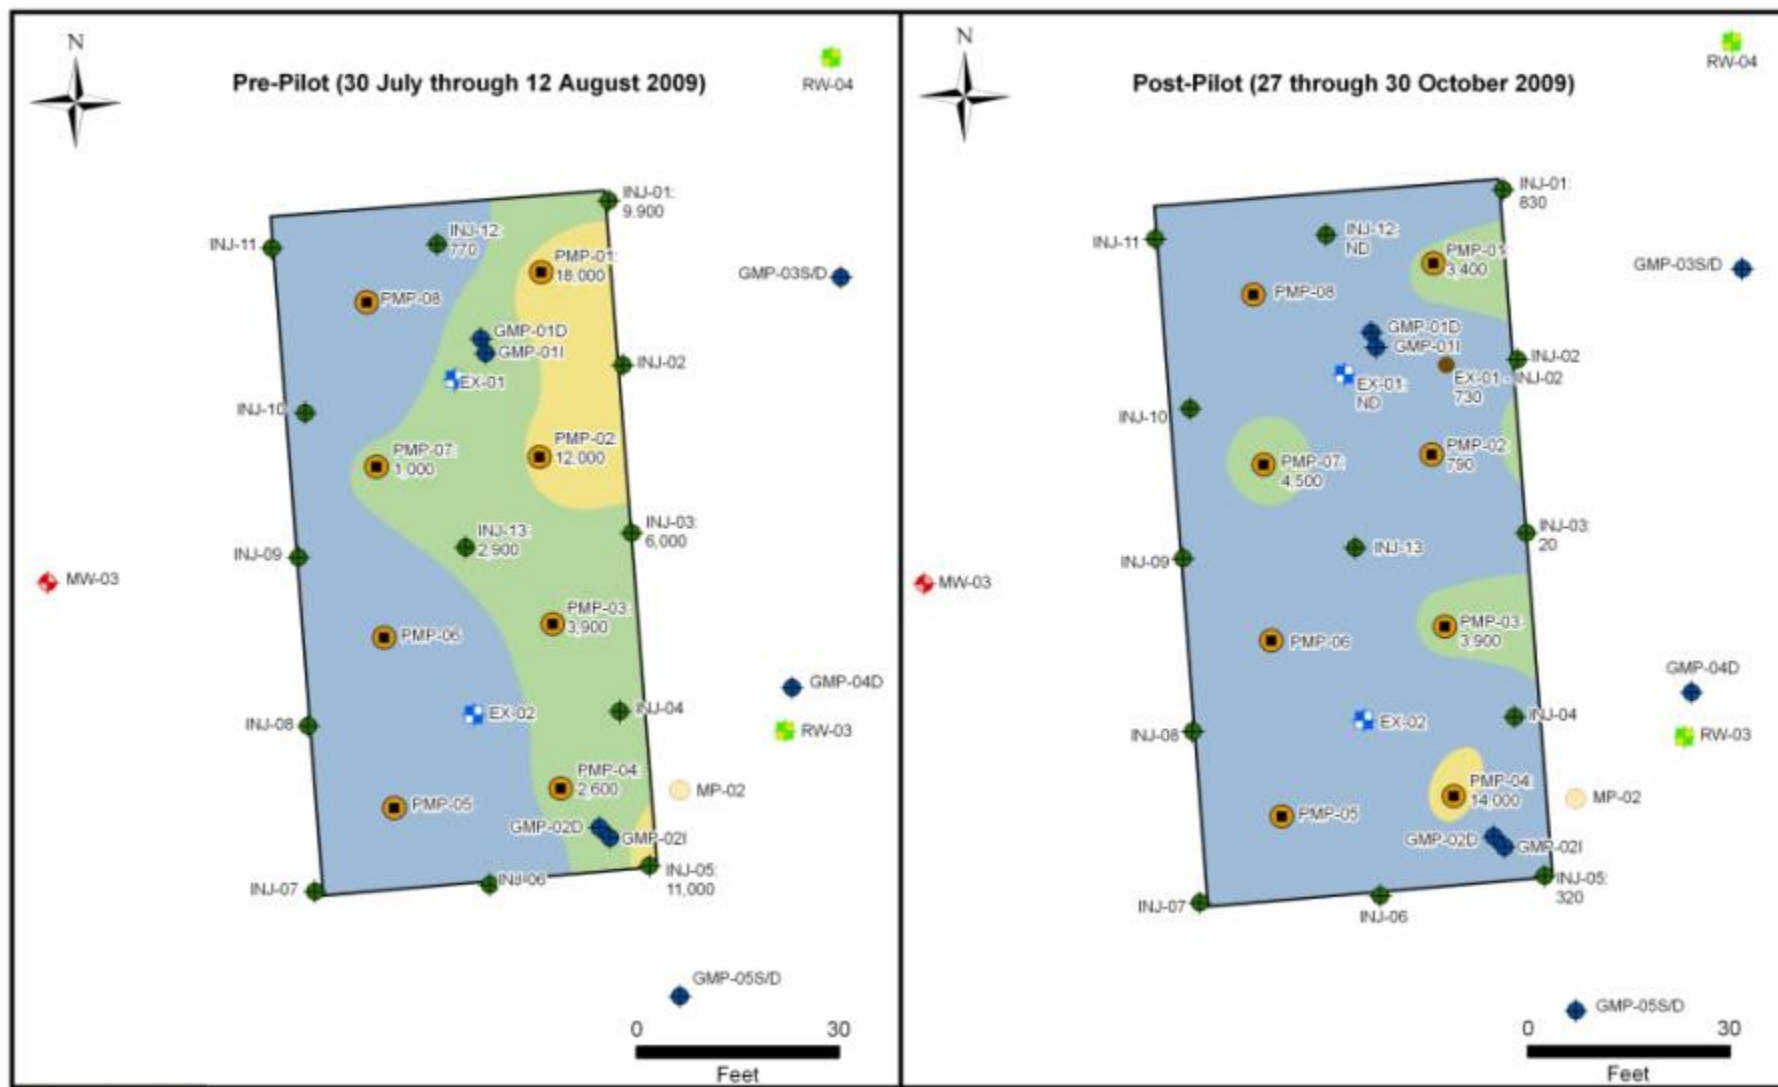 N
Pre-Pilot (30 July through 12 August 2009)
RW-04
INJ-01:
9.900
INJ-11
INJ-12:
770
PMP-01:
18,000
GMP-03S/D
PMP-08
GMP-01D
GMP-01I
INJ-02
EX-01
INJ-10
PMP-07:
1,000
PMP-02:
12,000
INJ-03:
6,000
INJ-13:
2,900
INJ-09
MW-03
PMP-03:
3,900
PMP-06
GMP-04D
INJ-04
EX-02
INJ-08
RW-03
PMP-04:
2,600
MP-02
PMP-05
GMP-02D
GMP-02I
INJ-05:
11,000
INJ-07
INJ-06
GMP-05S/D
0
30
Feet
N
Post-Pilot (27 through 30 October 2009)
RW-04
INJ-01:
830
INJ-11
INJ-12:
ND
PMP-01:
3,400
GMP-03S/D
PMP-08
GMP-01D
GMP-01I
INJ-02
EX-01:
ND
EX-01 - INJ-02
730
INJ-10
PMP-07:
4,500
PMP-02:
790
INJ-03:
20
INJ-13
INJ-09
MW-03
PMP-03:
3,900
PMP-06
GMP-04D
INJ-04
EX-02
INJ-08
RW-03
PMP-04:
14,000
MP-02
PMP-05
GMP-02D
GMP-02I
INJ-05:
320
INJ-07
INJ-06
GMP-05S/D
0
30
Feet